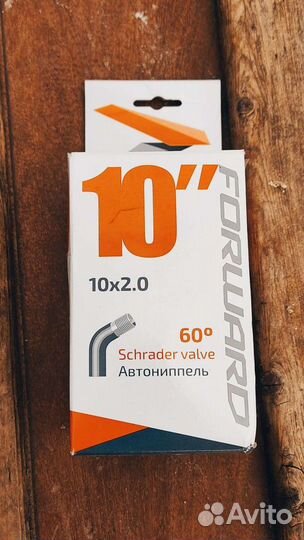 10"
FORWARD
10x2.0
60°
Schrader valve
Автониппель
Avito